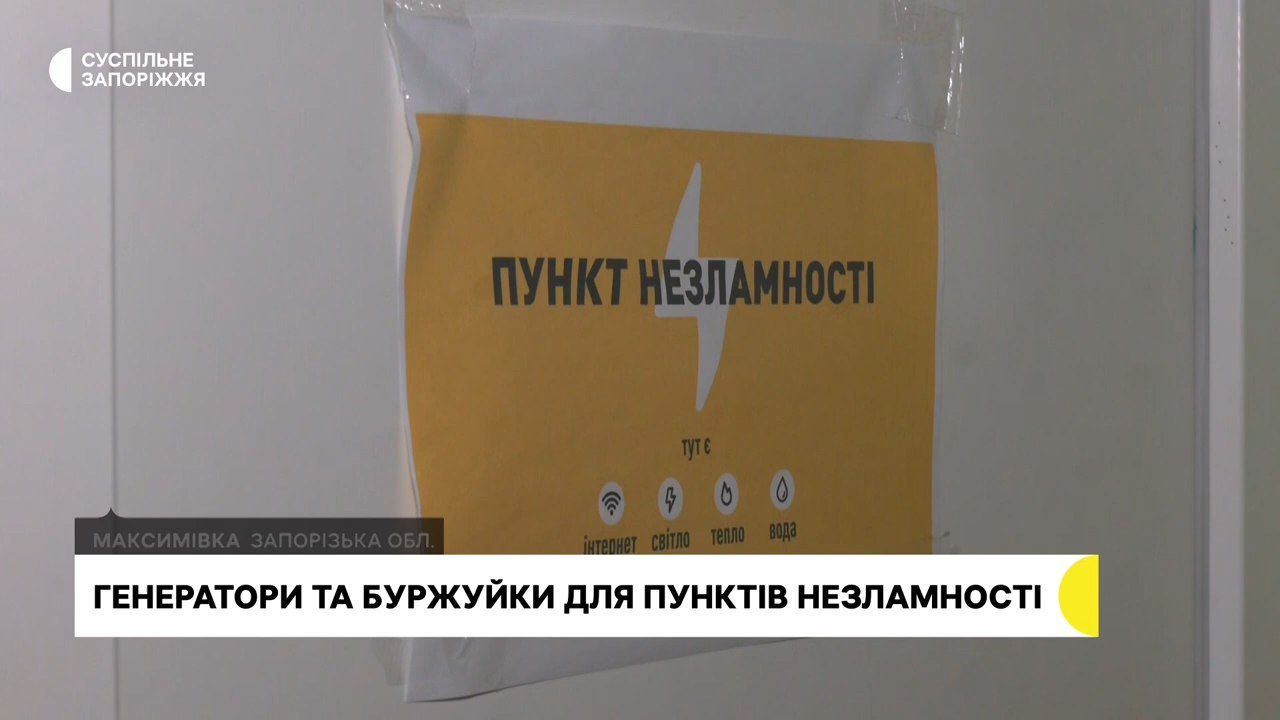 СУСПІЛЬНЕ
ЗАПОРІЖЖЯ
ПУНКТ НЕЗЛАМНОСТІ
тут є
інтернет світло тепло вода
МАКСИМІВКА ЗАПОРІЗЬКА ОБЛ.
ГЕНЕРАТОРИ ТА БУРЖУЙКИ ДЛЯ ПУНКТІВ НЕЗЛАМНОСТІ